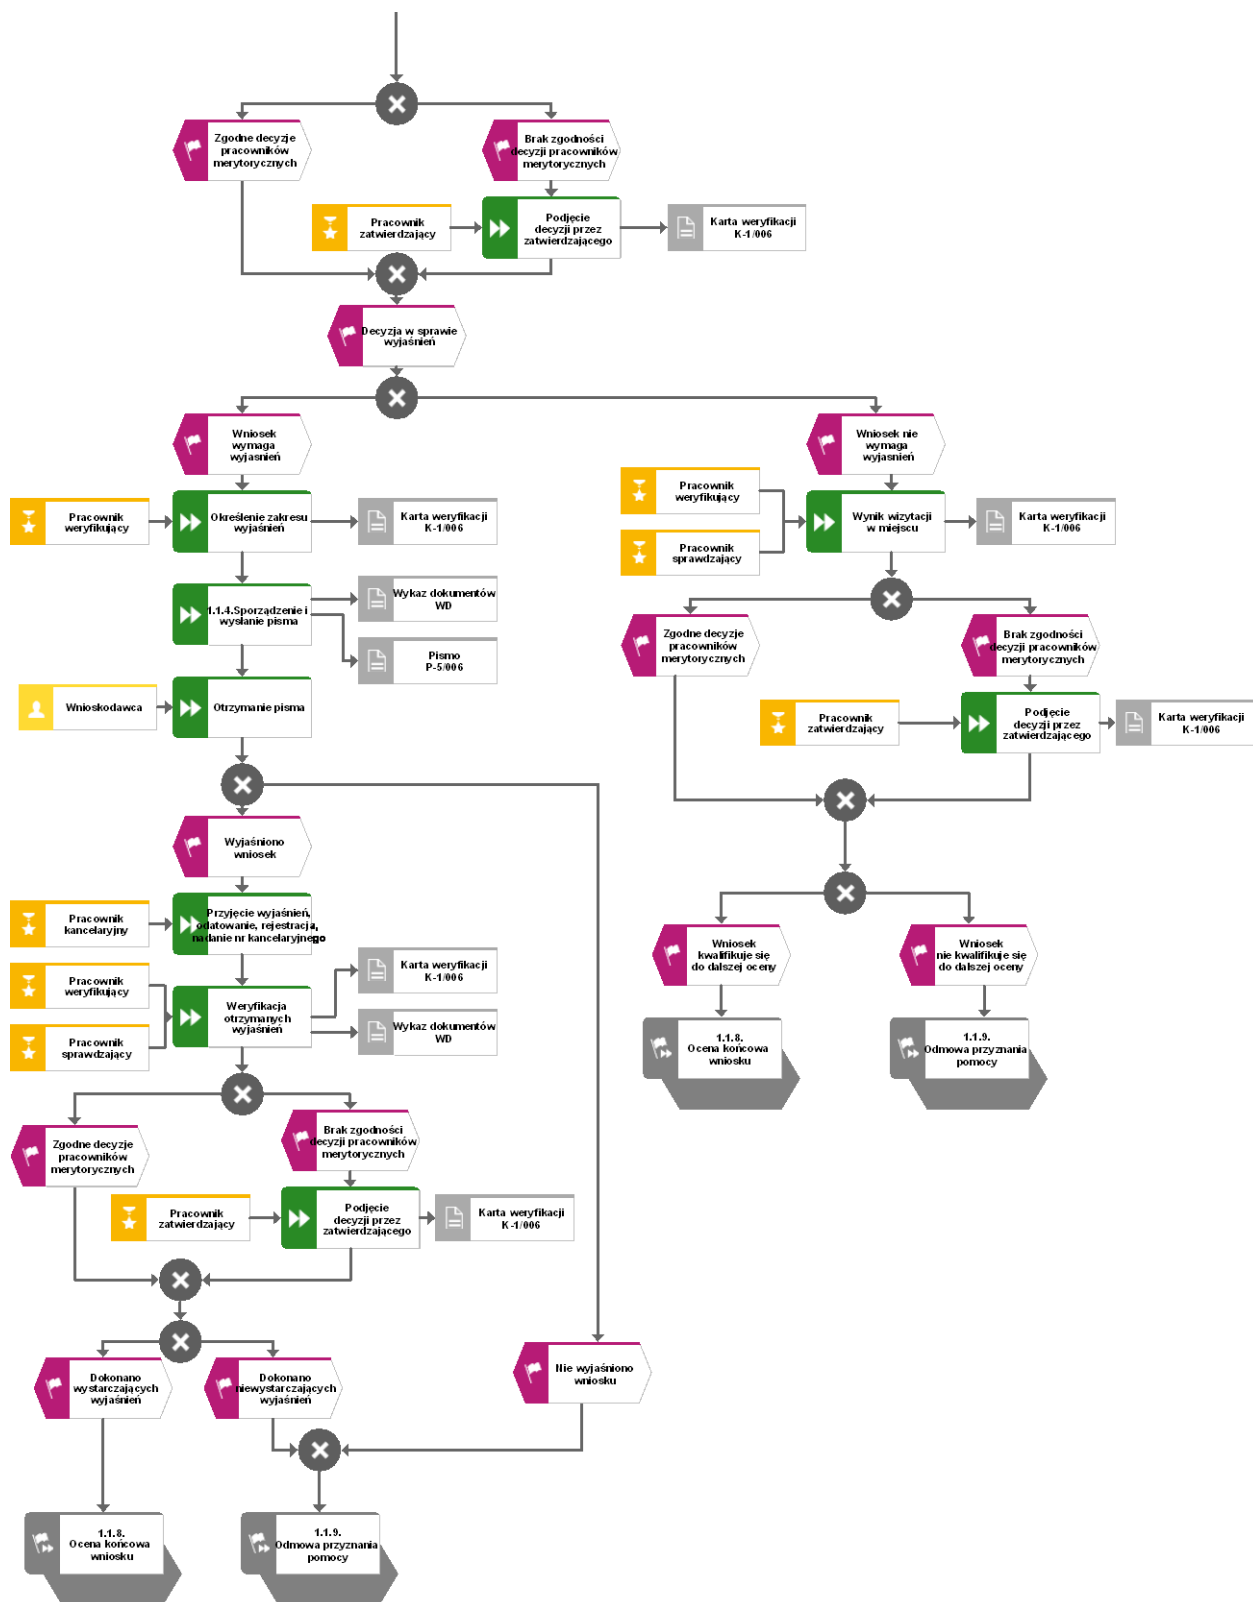 Zgodne decyzje
pracowników
merytorycznych
Brak zgodności
decyzji pracowników
merytorycznych
Pracownik
zatwierdzający
Podjęcie
decyzji przez
zatwierdzającego
Karta weryfikacji
K-1/006
Decyzja w sprawie
wyjaśnień
Wniosek
wymaga
wyjasnień
Wniosek nie
wymaga
wyjasnień
Pracownik
weryfikujący
Określenie zakresu
wyjaśnień
Karta weryfikacji
K-1/006
Pracownik
weryfikujący
Pracownik
sprawdzający
Wynik wizytacji
w miejscu
Karta weryfikacji
K-1/006
1.1.4.Sporządzenie i
wysłanie pisma
Wykaz dokumentów
WD
Pismo
P-5/006
Zgodne decyzje
pracowników
merytorycznych
Brak zgodności
decyzji pracowników
merytorycznych
Wnioskodawca
Otrzymanie pisma
Pracownik
zatwierdzający
Podjęcie
decyzji przez
zatwierdzającego
Karta weryfikacji
K-1/006
Wyjaśniono
wniosek
Pracownik
kancelaryjny
Przyjęcie wyjaśnień,
odatowanie, rejestracja,
nadanie nr kancelaryjnego
Wniosek
kwalifikuje się
do dalszej oceny
Wniosek
nie kwalifikuje się
do dalszej oceny
Pracownik
weryfikujący
Pracownik
sprawdzający
Weryfikacja
otrzymanych
wyjaśnień
Karta weryfikacji
K-1/006
Wykaz dokumentów
WD
1.1.8.
Ocena końcowa
wniosku
1.1.9.
Odmowa przyznania
pomocy
Zgodne decyzje
pracowników
merytorycznych
Brak zgodności
decyzji pracowników
merytorycznych
Pracownik
zatwierdzający
Podjęcie
decyzji przez
zatwierdzającego
Karta weryfikacji
K-1/006
Dokonano
wystarczających
wyjaśnień
Dokonano
niewystarczających
wyjaśnień
Nie wyjaśniono
wniosku
1.1.8.
Ocena końcowa
wniosku
1.1.9.
Odmowa przyznania
pomocy